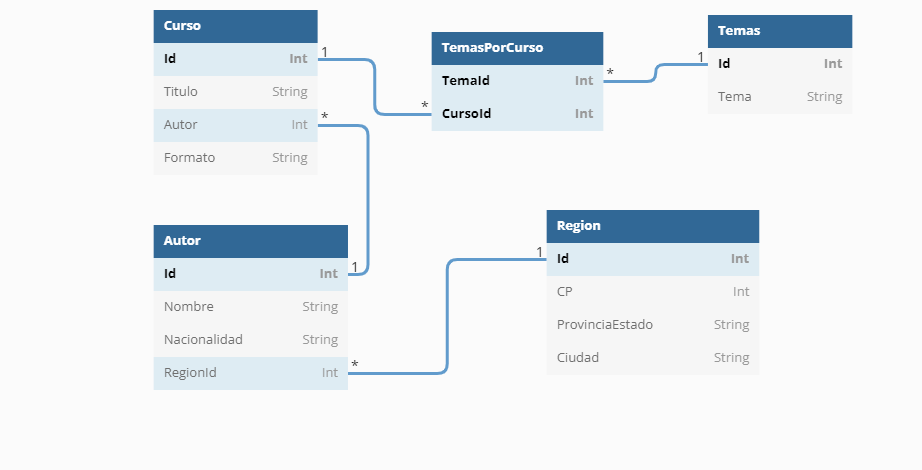 Curso
Id Int
Titulo String
Autor Int
Formato String
1
*
TemasPorCurso
TemaId Int
CursoId Int
*
*
Temas
Id Int
Tema String
1
Autor
Id Int
Nombre String
Nacionalidad String
RegionId Int
1
*
Region
Id Int
CP Int
ProvinciaEstado String
Ciudad String
1